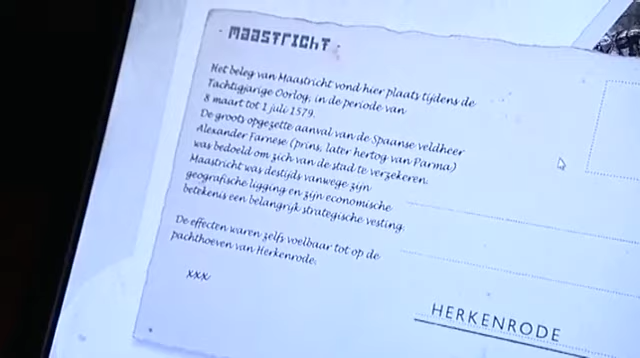 · MAASTRICHT ·
Het beleg van Maastricht vond hier plaats tijdens de
Tachtigjarige Oorlog, in de periode van
8 maart tot 1 juli 1579.
De groots opgezette aanval van de Spaanse veldheer
Alexander Farnese (prins, later hertog van Parma)
was bedoeld om zich van de stad te verzekeren.
Maastricht was destijds vanwege zijn
geografische ligging en zijn economische
betekenis een belangrijk strategische vesting.
De effecten waren zelfs voelbaar tot op de
pachthoeven van Herkenrode.
xxx
HERKENRODE